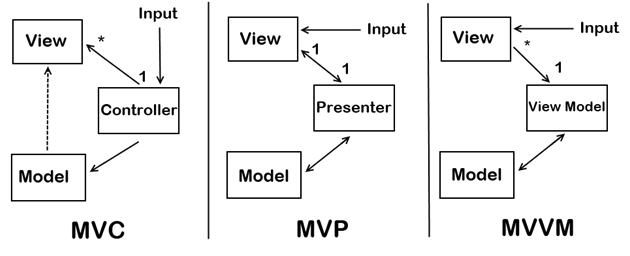 Input
View
*
1
Controller
Model
MVC
Input
View
1
1
Presenter
Model
MVP
Input
View
*
1
View Model
Model
MVVM